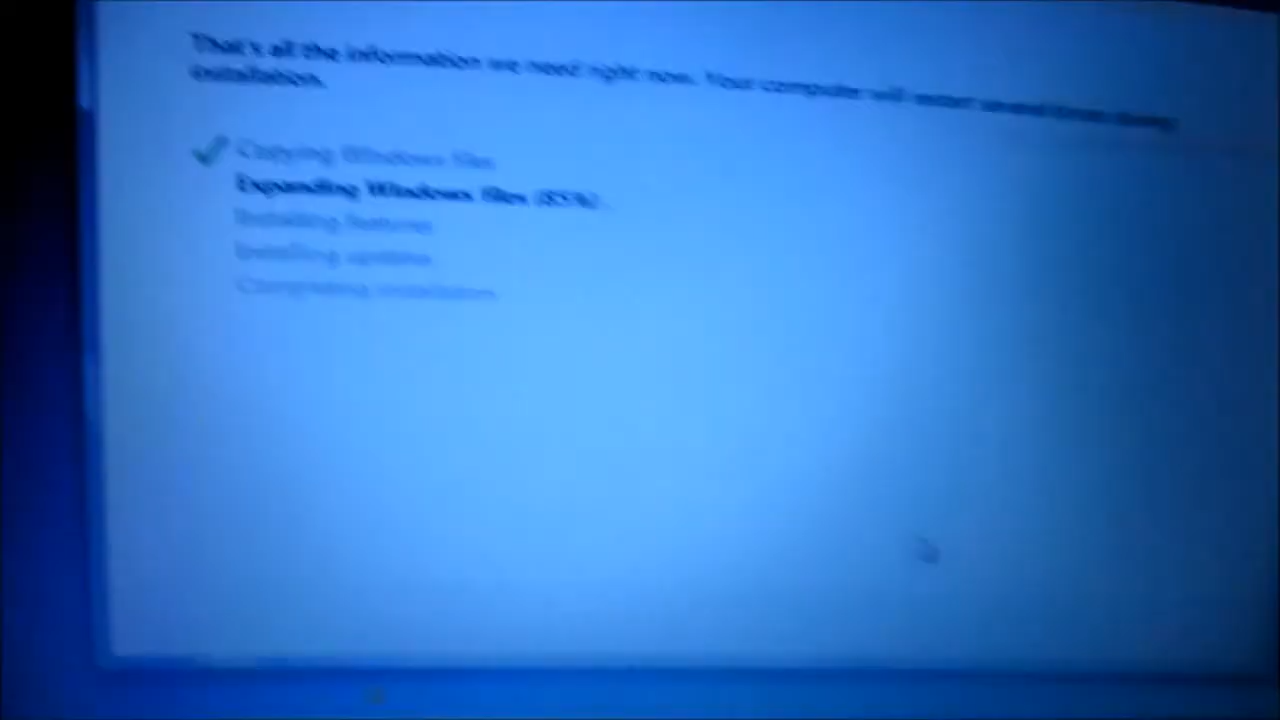 That's all the information we need right now. Your computer will restart several times during
installation.
Copying Windows files
Expanding Windows files
Installing features
Installing updates
Completing installation